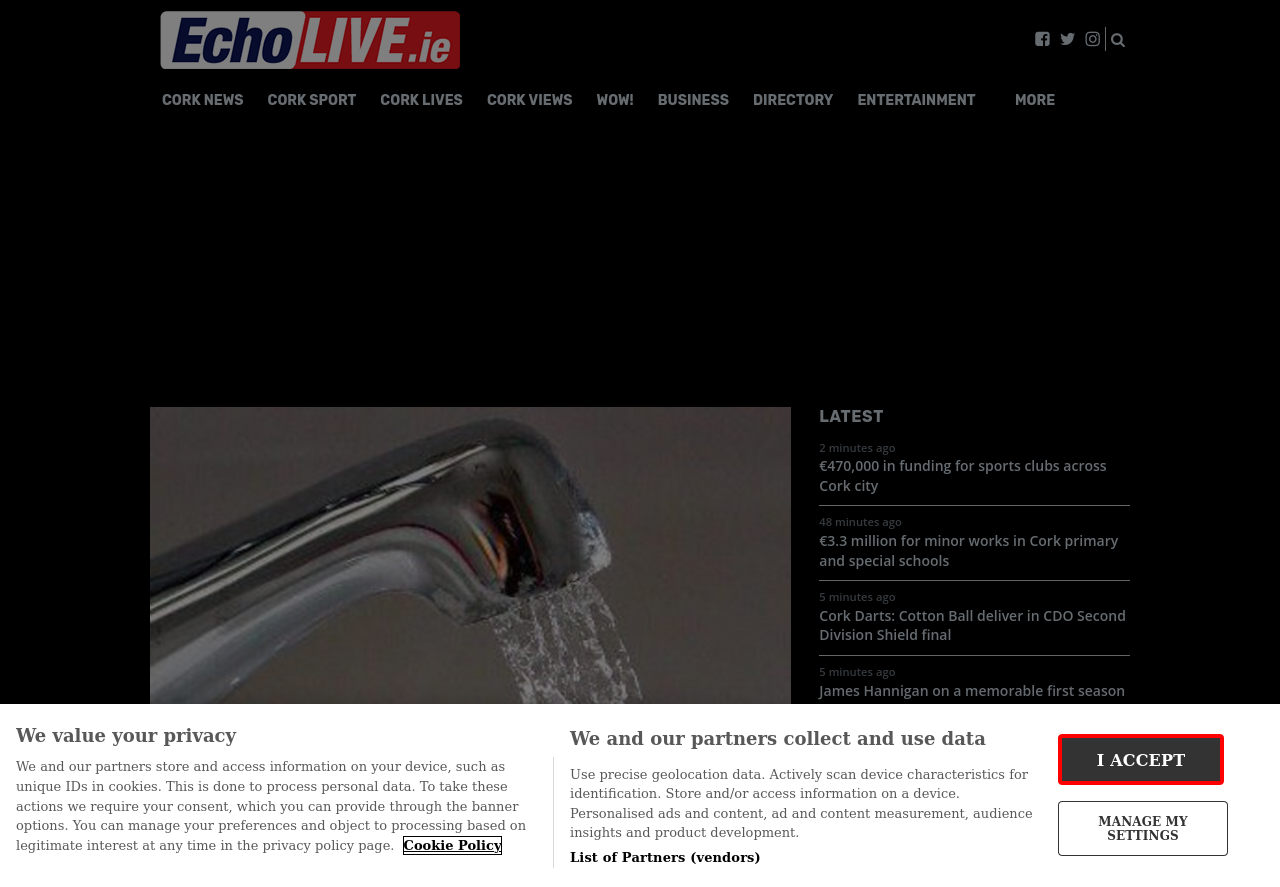 EchoLIVE.ie
CORK NEWS CORK SPORT CORK LIVES CORK VIEWS WOW! BUSINESS DIRECTORY ENTERTAINMENT MORE
LATEST
2 minutes ago
€470,000 in funding for sports clubs across
Cork city
48 minutes ago
€3.3 million for minor works in Cork primary
and special schools
5 minutes ago
Cork Darts: Cotton Ball deliver in CDO Second
Division Shield final
5 minutes ago
James Hannigan on a memorable first season
We value your privacy
We and our partners store and access information on your device, such as
unique IDs in cookies. This is done to process personal data. To take these
actions we require your consent, which you can provide through the banner
options. You can manage your preferences and object to processing based on
legitimate interest at any time in the privacy policy page. Cookie Policy
We and our partners collect and use data
Use precise geolocation data. Actively scan device characteristics for
identification. Store and/or access information on a device.
Personalised ads and content, ad and content measurement, audience
insights and product development.
List of Partners (vendors)
I ACCEPT
MANAGE MY
SETTINGS